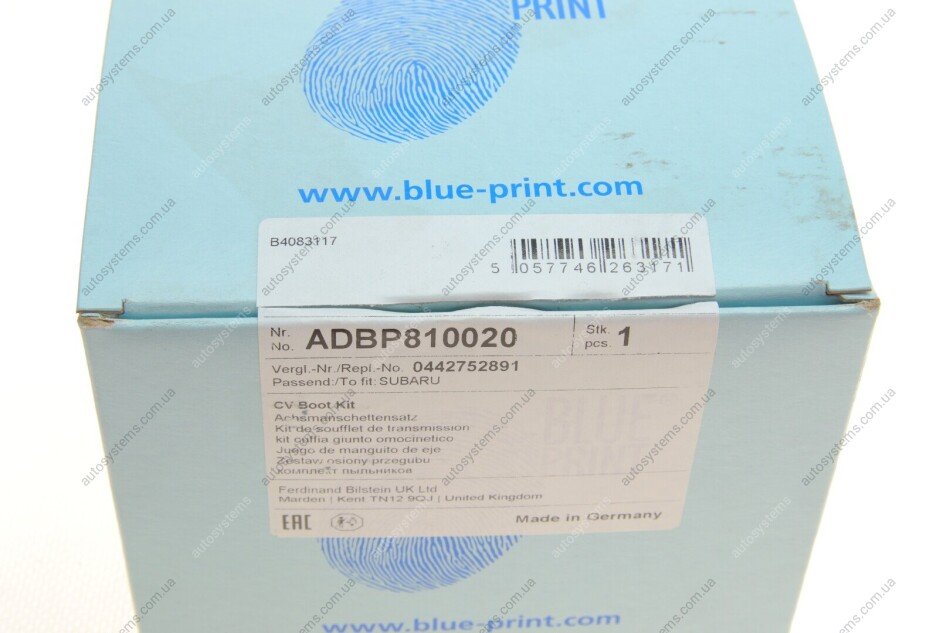 PRINT
www.blue-print.com
B4083117
5 057746 263171
Nr.
No. ADBP810020
Stk.
pcs. 1
Vergl.-Nr./Repl.-No. 0442752891
Passend:/To fit: SUBARU
CV Boot Kit
Achsmanschettensatz
Kit de soufflet de transmission
kit cuffia giunto omocinetico
Juego de manguito de eje
Zestaw osłony przegubu
комплект пыльников
Ferdinand Bilstein UK Ltd
Marden | Kent TN12 9QJ | United Kingdom
EAC
Made in Germany
www.blue-print.com
autosystems.com.ua